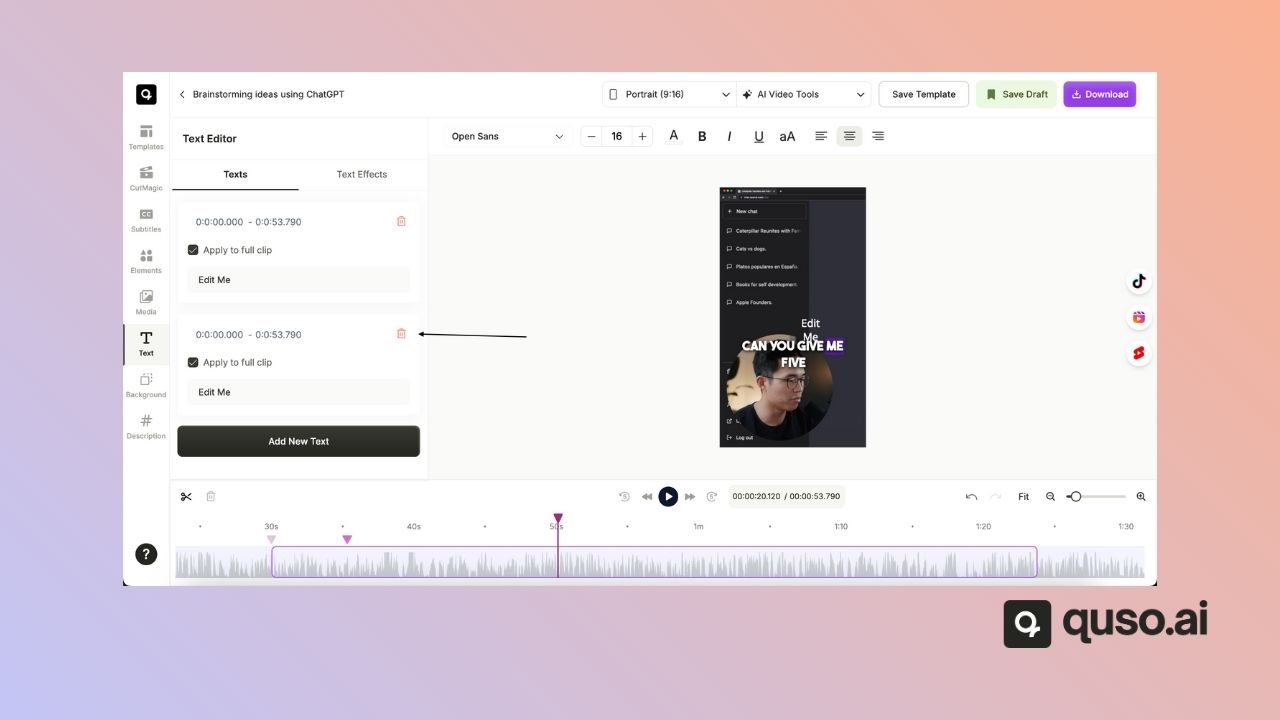 Brainstorming ideas using ChatGPT
Portrait (9:16)
AI Video Tools
Save Template
Save Draft
Download
Templates
CutMagic
CC
Subtitles
Elements
Media
T
Text
Background
#
Description
?
Text Editor
Texts
Text Effects
0:0:00.000 - 0:0:53.790
Apply to full clip
Edit Me
0:0:00.000 - 0:0:53.790
Apply to full clip
Edit Me
Add New Text
Open Sans
16
A
B
I
U
aA
New chat
Caterpillar Reunites with Fam
Cats vs dogs.
Platos populares en Españo
Books for self development.
Apple Founders.
Edit
Me
CAN YOU GIVE ME
FIVE
Log out
00:00:20.120 / 00:00:53.790
Fit
30s
40s
50s
1m
1:10
1:20
1:30
quso.ai